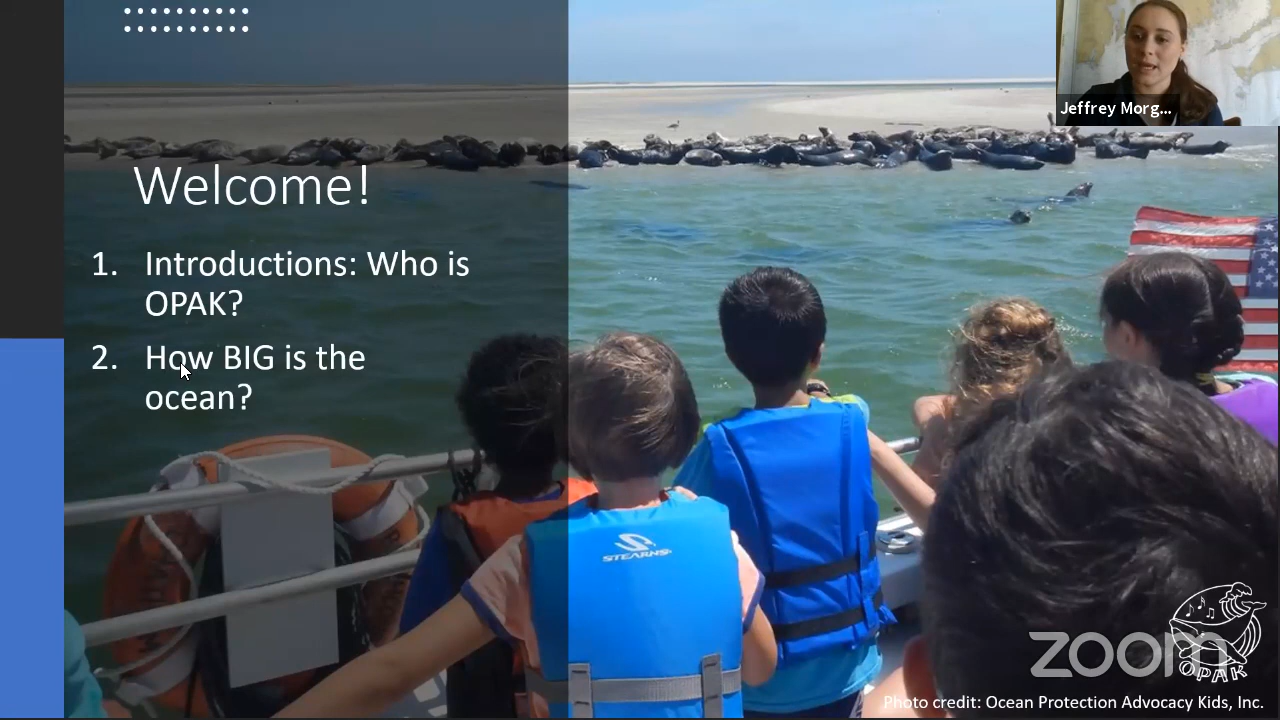 Jeffrey Morg...
Welcome!
1. Introductions: Who is
OPAK?
2. How BIG is the
ocean?
STEARNS
zoom
OPAK
Photo credit: Ocean Protection Advocacy Kids, Inc.